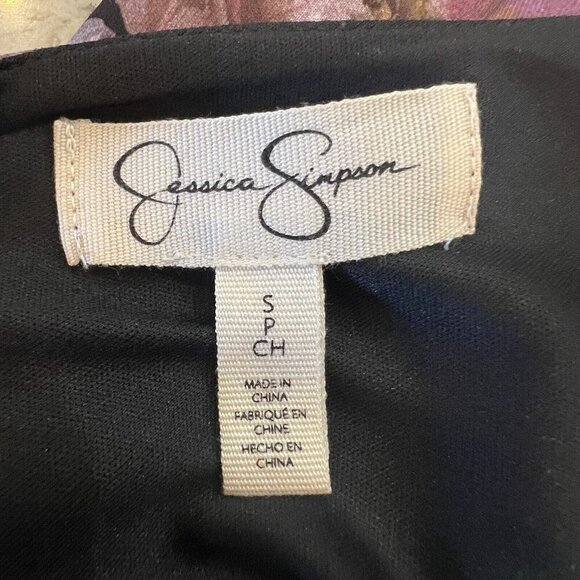 Jessica Simpson
S
P
CH
MADE IN
CHINA
FABRIQUÉ EN
CHINE
HECHO EN
CHINA